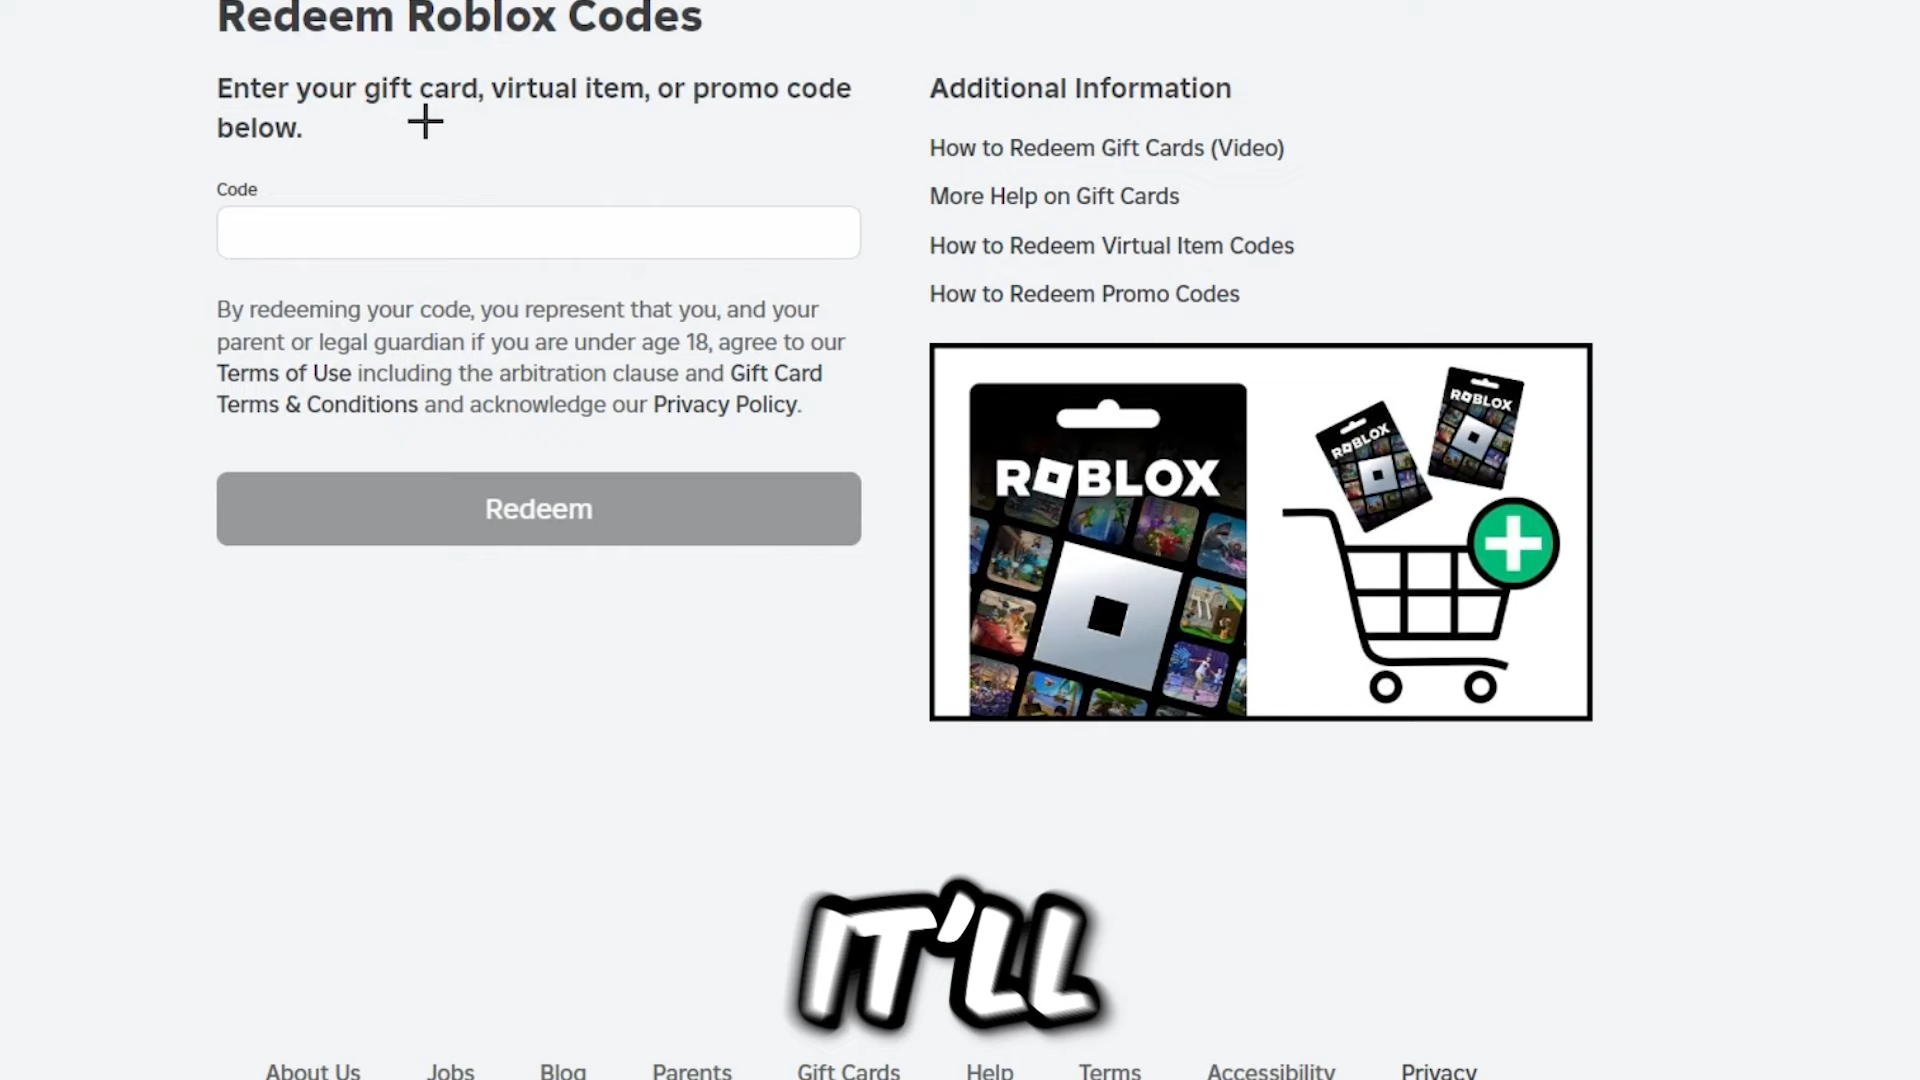 Redeem Roblox Codes
Enter your gift card, virtual item, or promo code
below.
Code
By redeeming your code, you represent that you, and your
parent or legal guardian if you are under age 18, agree to our
Terms of Use including the arbitration clause and Gift Card
Terms & Conditions and acknowledge our Privacy Policy.
Redeem
Additional Information
How to Redeem Gift Cards (Video)
More Help on Gift Cards
How to Redeem Virtual Item Codes
How to Redeem Promo Codes
ROBLOX
ROBLOX
ROBLOX
IT'LL
About Us Jobs Blog Parents Gift Cards Help Terms Accessibility Privacy